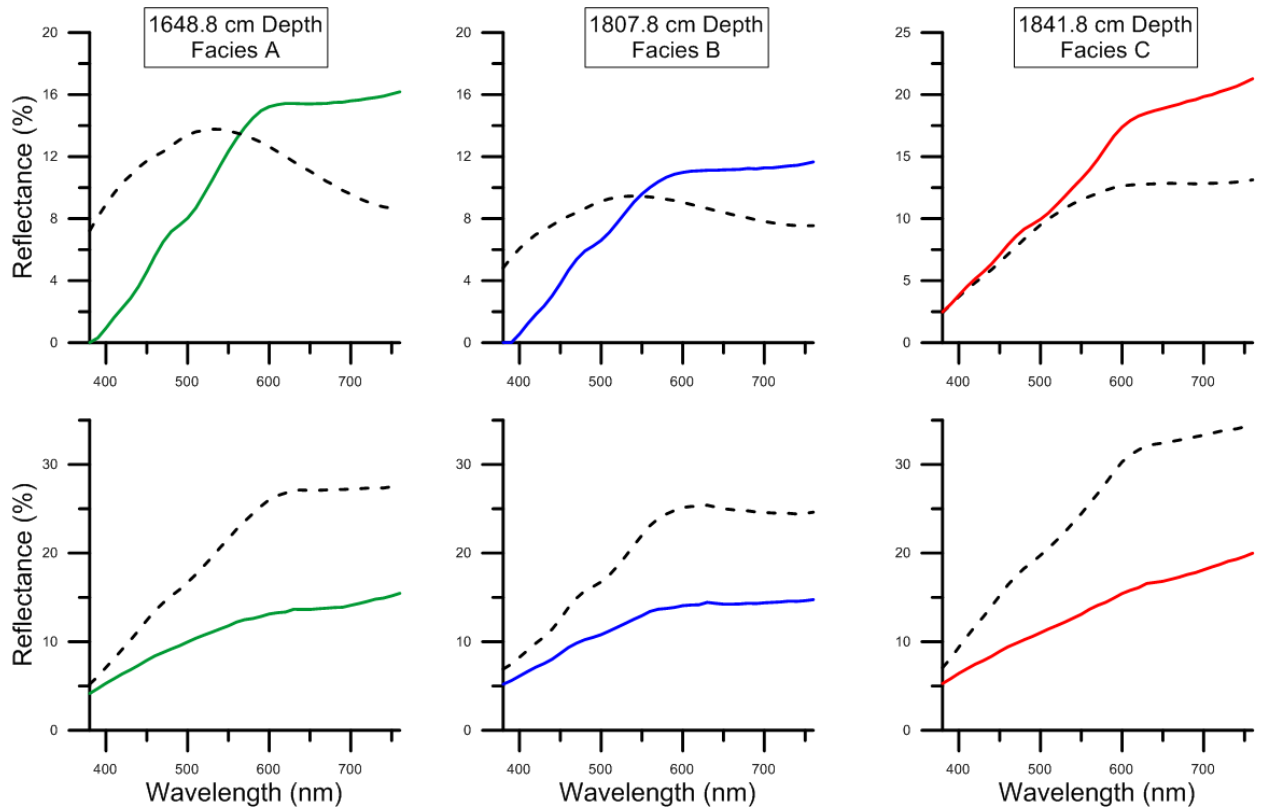 1648.8 cm Depth
Facies A
1807.8 cm Depth
Facies B
1841.8 cm Depth
Facies C
Reflectance (%)
20
16
12
8
4
0
400 500 600 700
20
16
12
8
4
0
400 500 600 700
25
20
15
10
5
0
400 500 600 700
Reflectance (%)
30
20
10
0
400 500 600 700
Wavelength (nm)
30
20
10
0
400 500 600 700
Wavelength (nm)
30
20
10
0
400 500 600 700
Wavelength (nm)